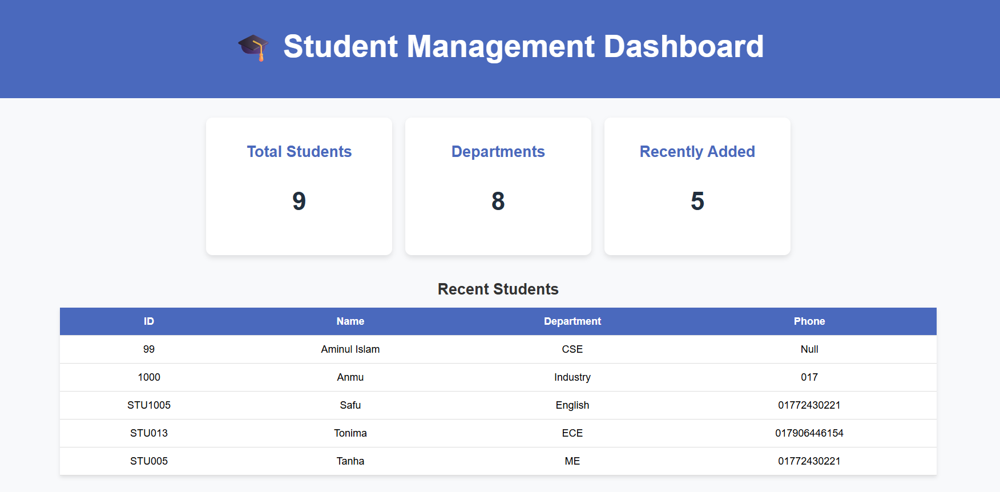 Student Management Dashboard
Total Students Departments Recently Added
9 8 5
Recent Students
ID Name Department Phone
99 Aminul Islam CSE Null
1000 Anmu Industry 017
STU1005 Safu English 01772430221
STU013 Tonima ECE 017906446154
STU005 Tanha ME 01772430221